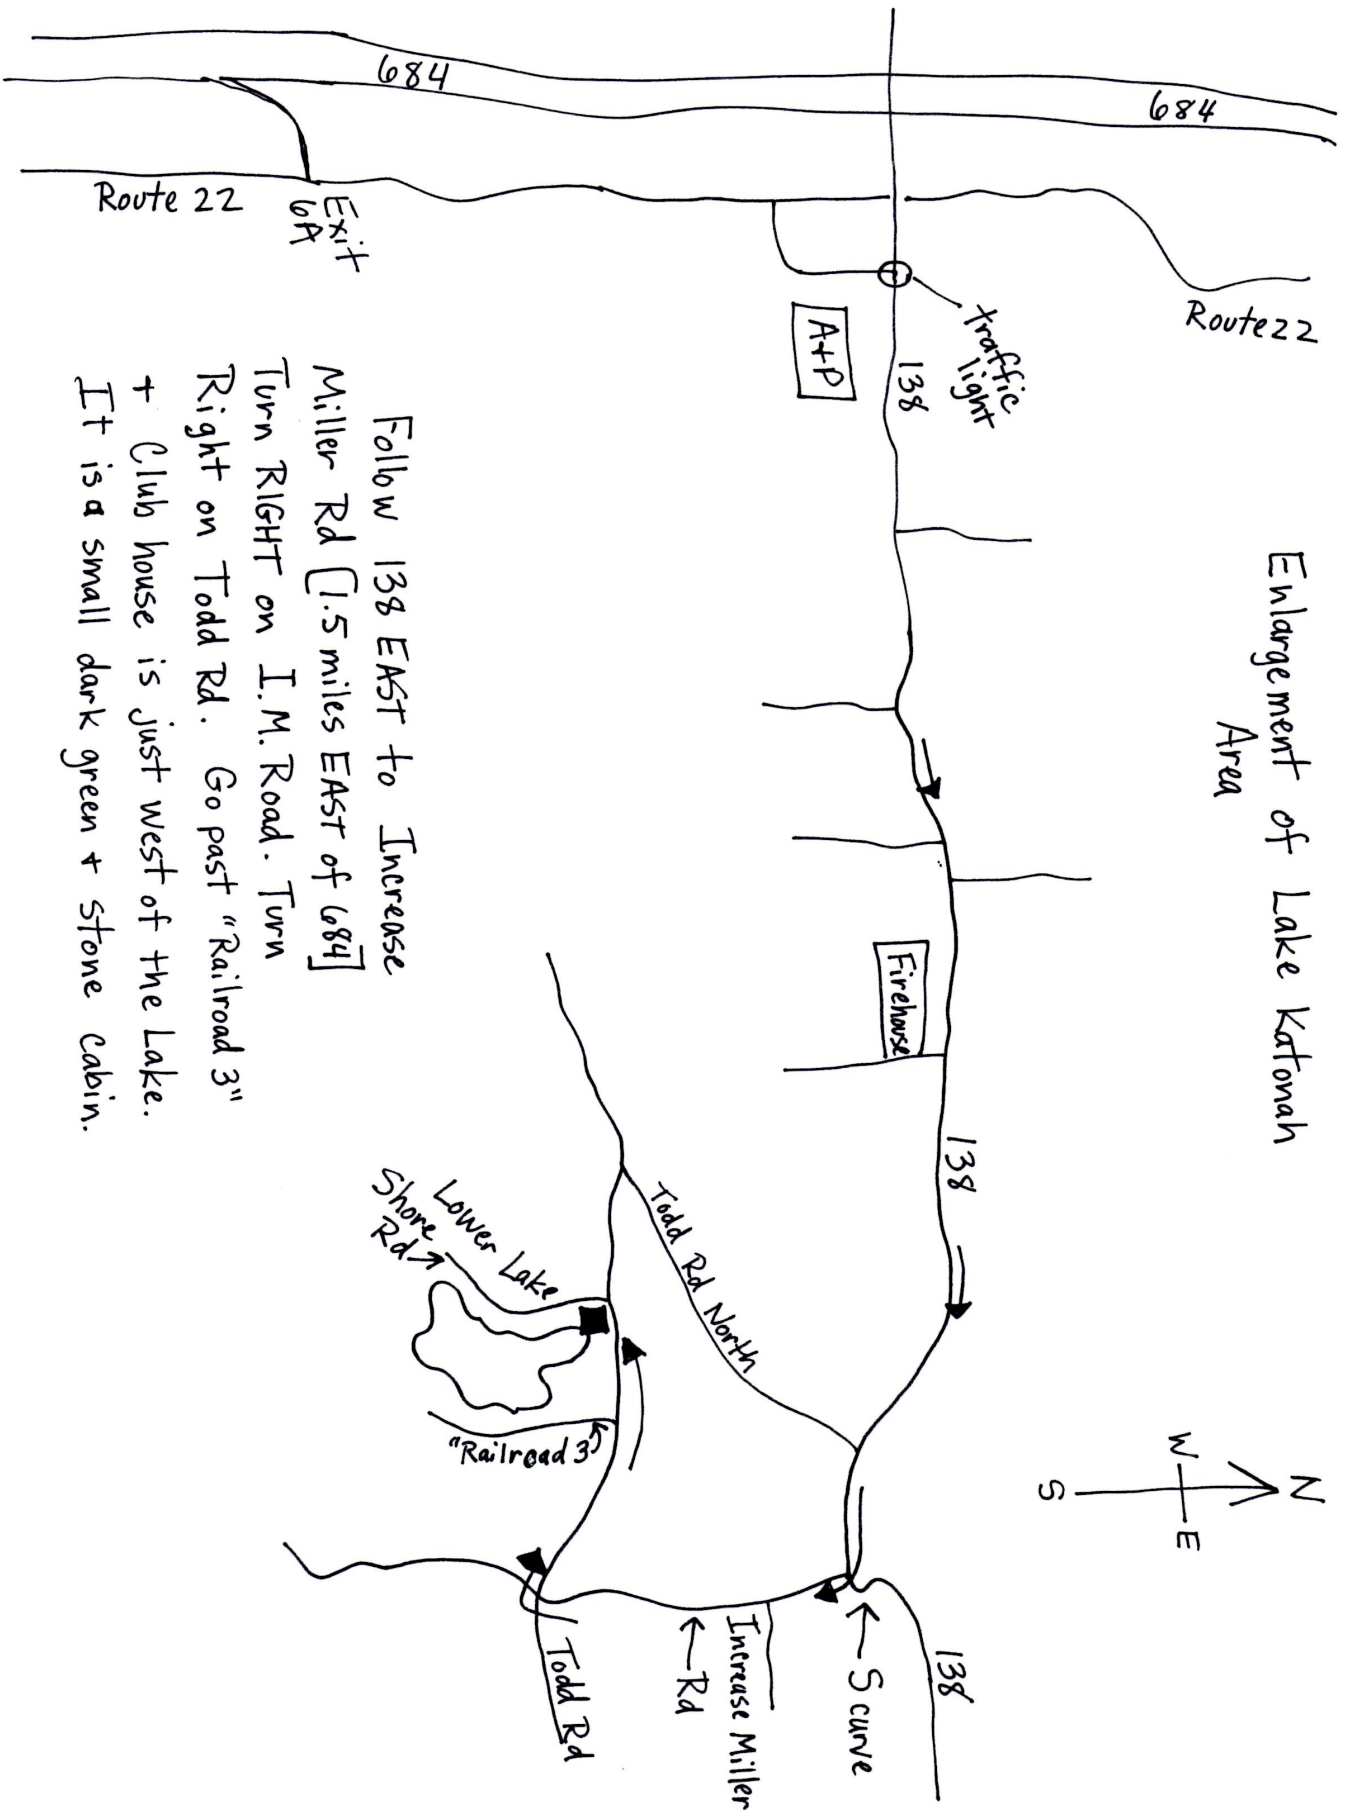 Enlargement of Lake Katonah
Area
684
684
Route 22
Exit
6A
Route 22
traffic
light
A+P
138
Firehouse
138
138
N
W
E
S
S curve
Increase Miller
Rd
Todd Rd
Todd Rd North
Lower Lake
Shore
Rd
"Railroad 3"
Follow 138 EAST to Increase
Miller Rd [1.5 miles EAST of 684]
Turn RIGHT on I.M. Road. Turn
Right on Todd Rd. Go past "Railroad 3"
+ Club house is just west of the Lake.
It is a small dark green + stone cabin.